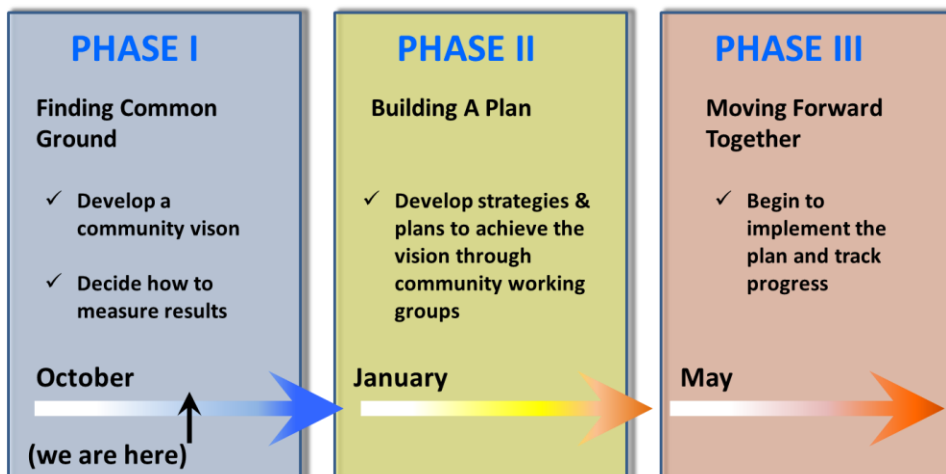 PHASE I
Finding Common
Ground
✓ Develop a
community vison
✓ Decide how to
measure results
October
(we are here)
PHASE II
Building A Plan
✓ Develop strategies &
plans to achieve the
vision through
community working
groups
January
PHASE III
Moving Forward
Together
✓ Begin to
implement the
plan and track
progress
May